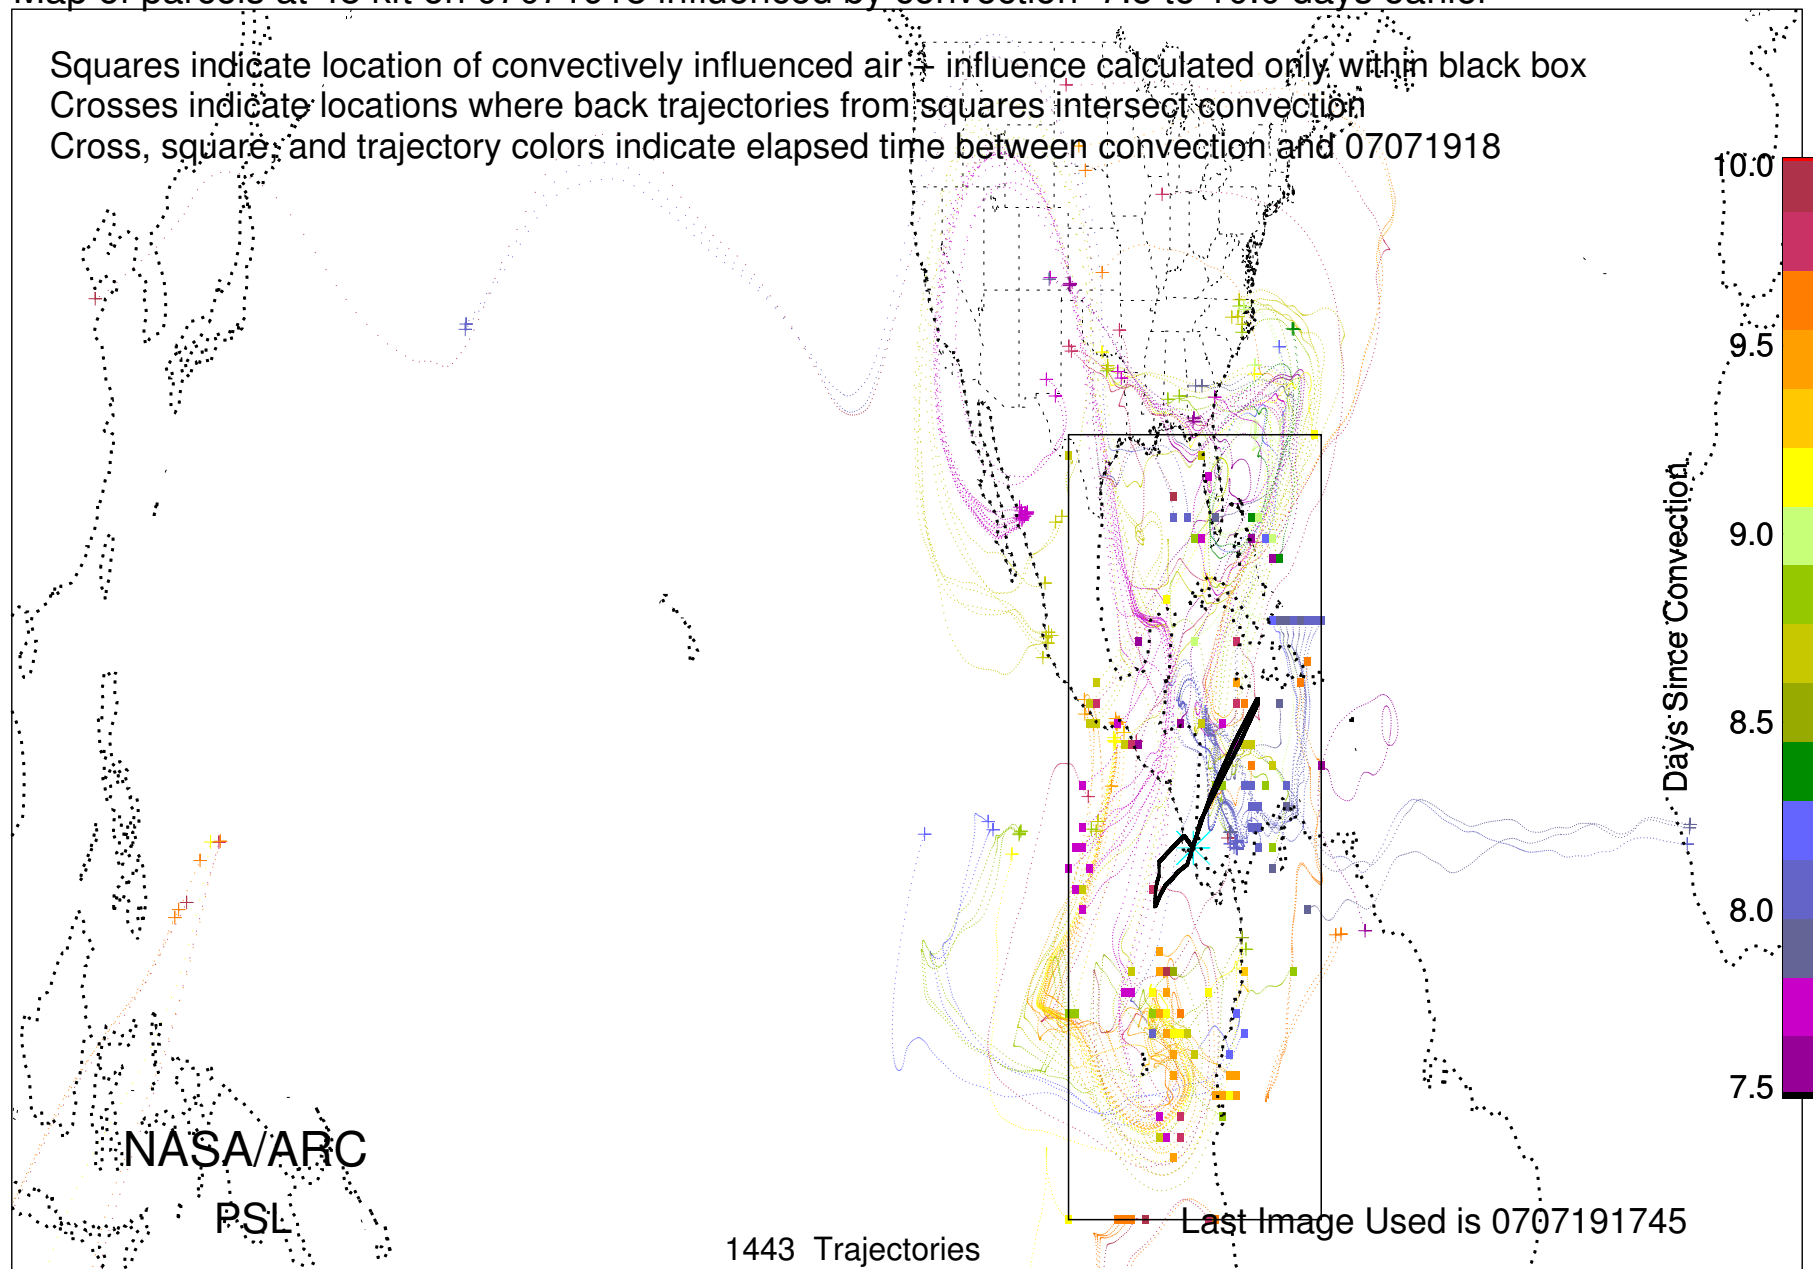 Squares indicate location of convectively influced air + influence calculated only within black box
Crosses indicate locations where back trajectories from squares intersect convection
Cross, square, and trajectory colors indicate elapsed time between convection and 07071918
10.0
9.5
9.0
8.5
8.0
7.5
Days Since Convection
NASA/ARC
PSL
1443 Trajectories
Last Image Used is 0707191745